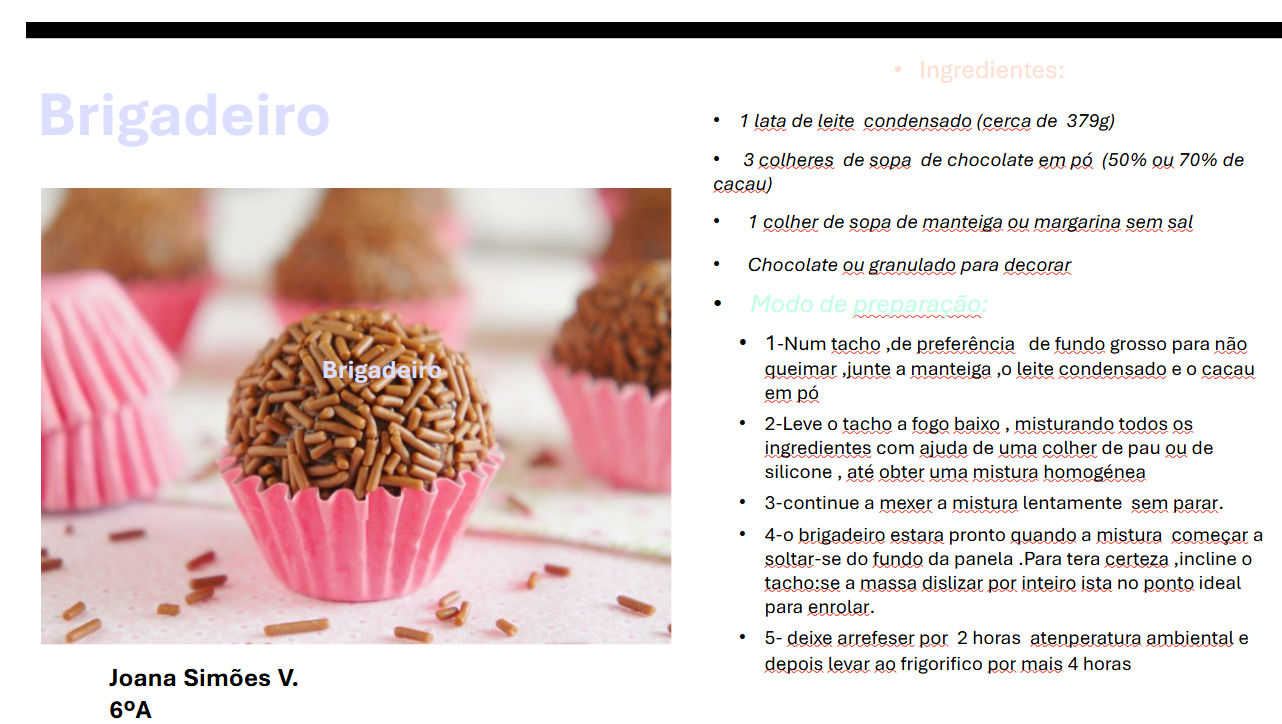 Brigadeiro
Brigadeiro
Joana Simões V.
6ºA
• Ingredientes:
• 1 lata de leite condensado (cerca de 379g)
• 3 colheres de sopa de chocolate em pó (50% ou 70% de
cacau)
• 1 colher de sopa de manteiga ou margarina sem sal
• Chocolate ou granulado para decorar
• Modo de preparação:
• 1-Num tacho ,de preferência de fundo grosso para não
queimar ,junte a manteiga ,o leite condensado e o cacau
em pó
• 2-Leve o tacho a fogo baixo , misturando todos os
ingredientes com ajuda de uma colher de pau ou de
silicone , até obter uma mistura homogénea
• 3-continue a mexer a mistura lentamente sem parar.
• 4-o brigadeiro estara pronto quando a mistura começar a
soltar-se do fundo da panela .Para tera certeza ,incline o
tacho:se a massa dislizar por inteiro ista no ponto ideal
para enrolar.
• 5- deixe arrefeser por 2 horas atenperatura ambiental e
depois levar ao frigorifico por mais 4 horas